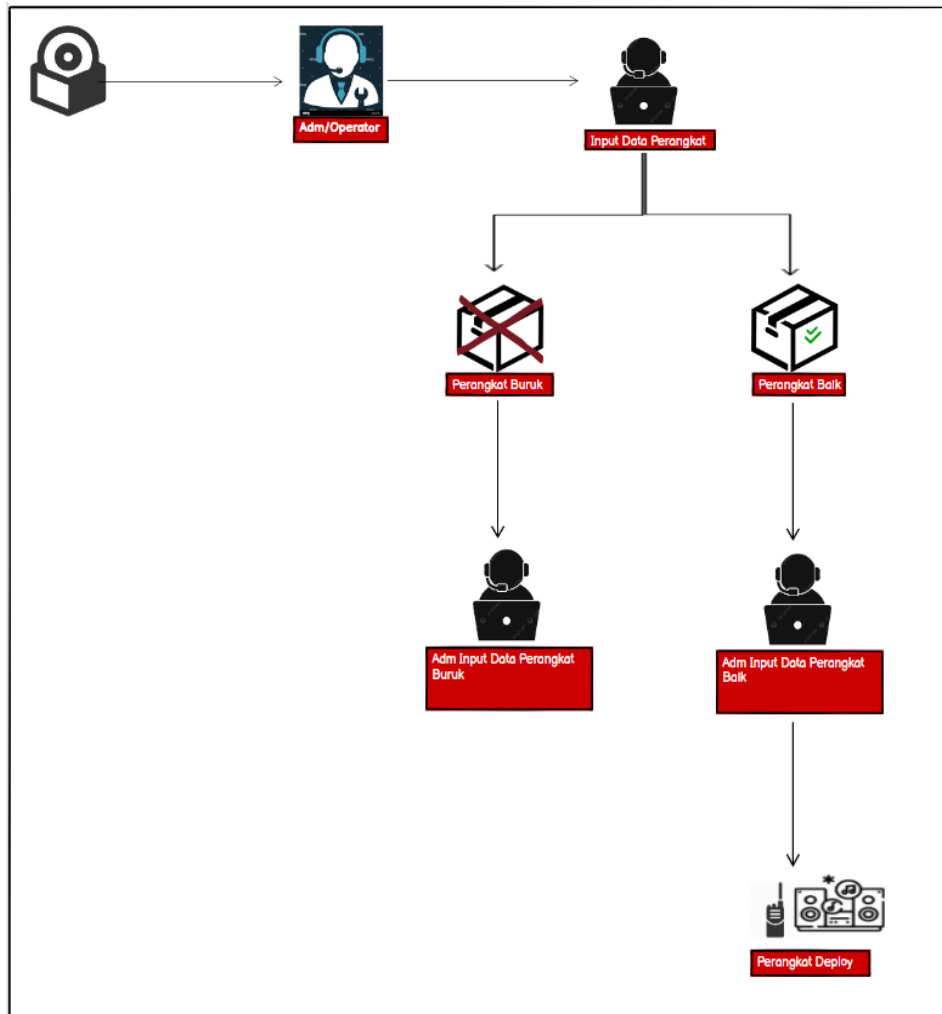 Adm/Operator
Input Data Perangkat
Perangkat Buruk
Perangkat Baik
Adm Input Data Perangkat
Buruk
Adm Input Data Perangkat
Baik
Perangkat Deploy